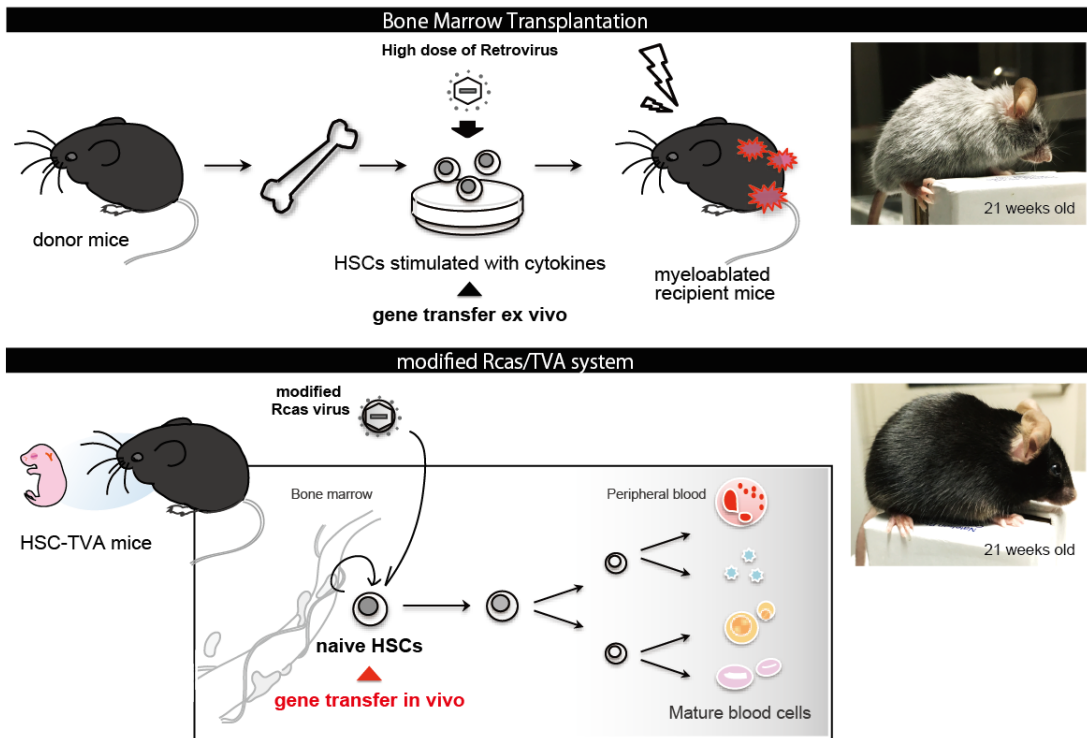 Bone Marrow Transplantation
High dose of Retrovirus
donor mice
HSCs stimulated with cytokines
gene transfer ex vivo
myeloablated
recipient mice
21 weeks old
modified Rcas/TVA system
modified
Rcas virus
HSC-TVA mice
Bone marrow
Peripheral blood
naive HSCs
gene transfer in vivo
Mature blood cells
21 weeks old